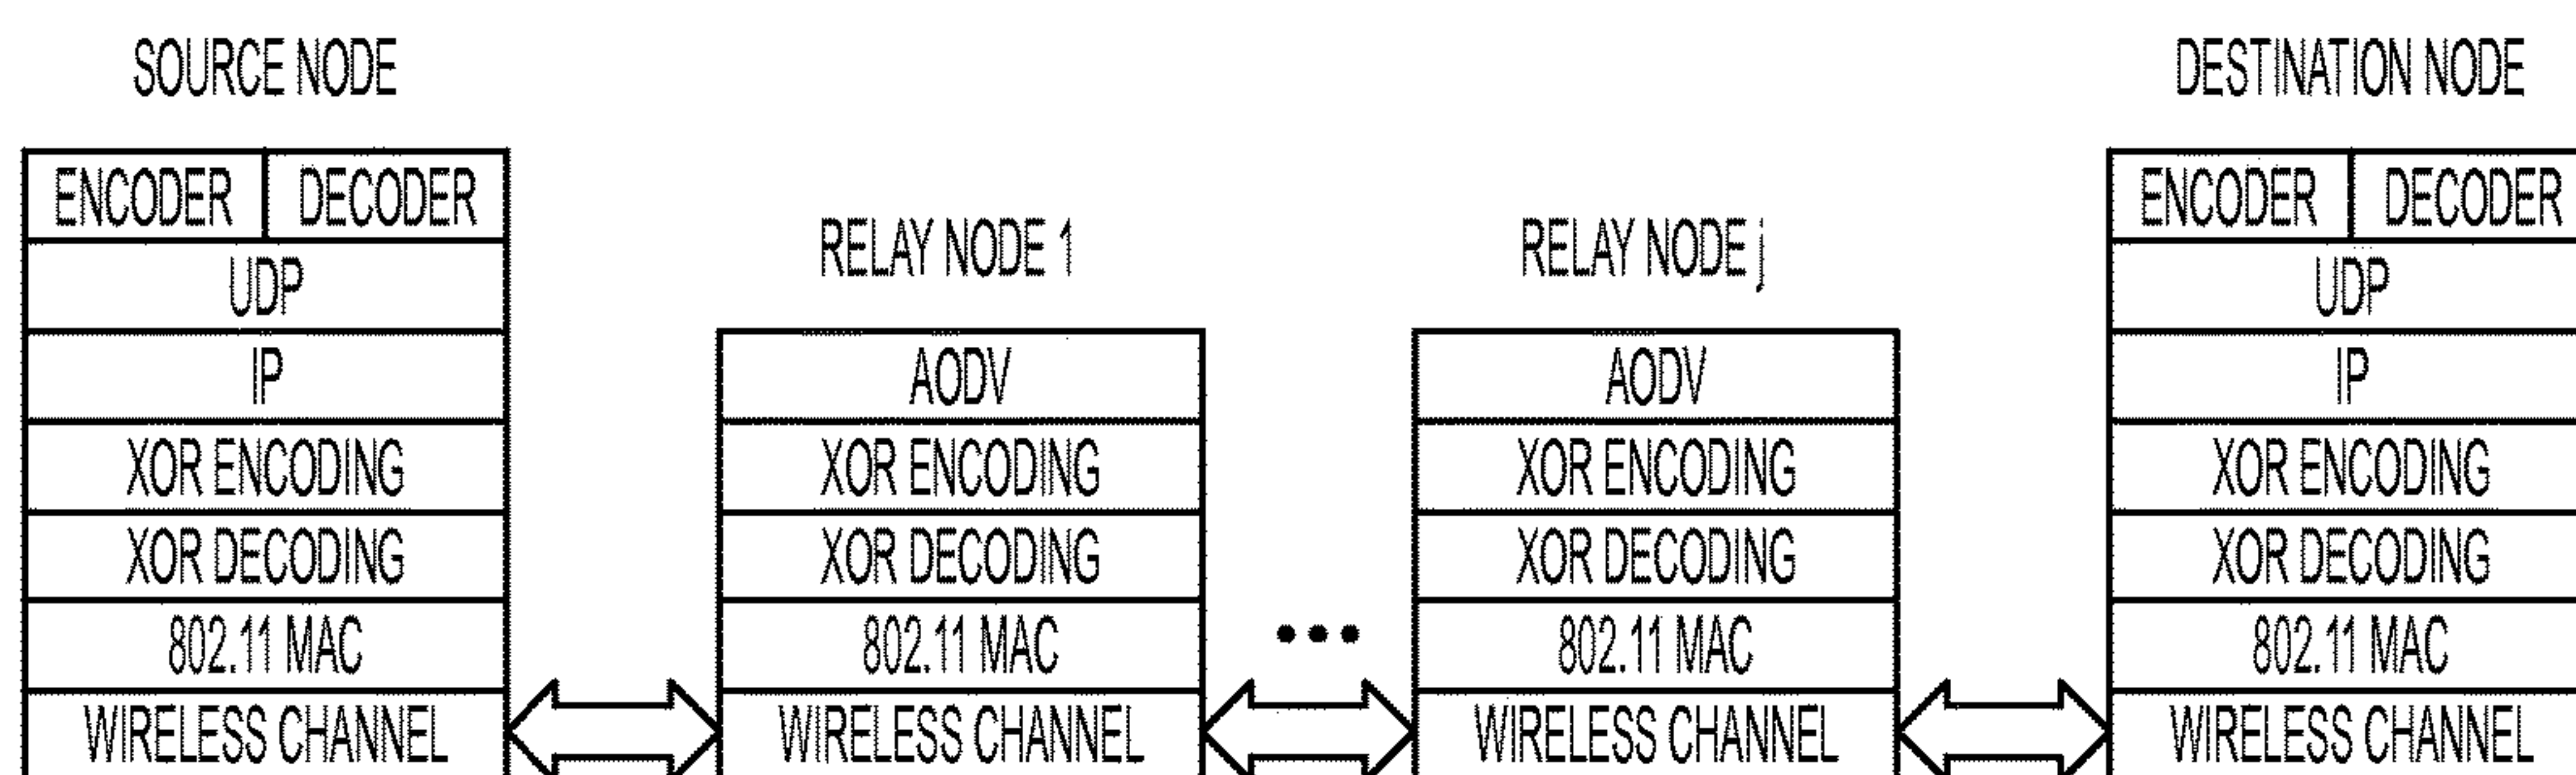 SOURCE NODE
ENCODER DECODER
UDP
IP
XOR ENCODING
XOR DECODING
802.11 MAC
WIRELESS CHANNEL
RELAY NODE 1
AODV
XOR ENCODING
XOR DECODING
802.11 MAC
WIRELESS CHANNEL
RELAY NODE j
AODV
XOR ENCODING
XOR DECODING
802.11 MAC
WIRELESS CHANNEL
DESTINATION NODE
ENCODER DECODER
UDP
IP
XOR ENCODING
XOR DECODING
802.11 MAC
WIRELESS CHANNEL